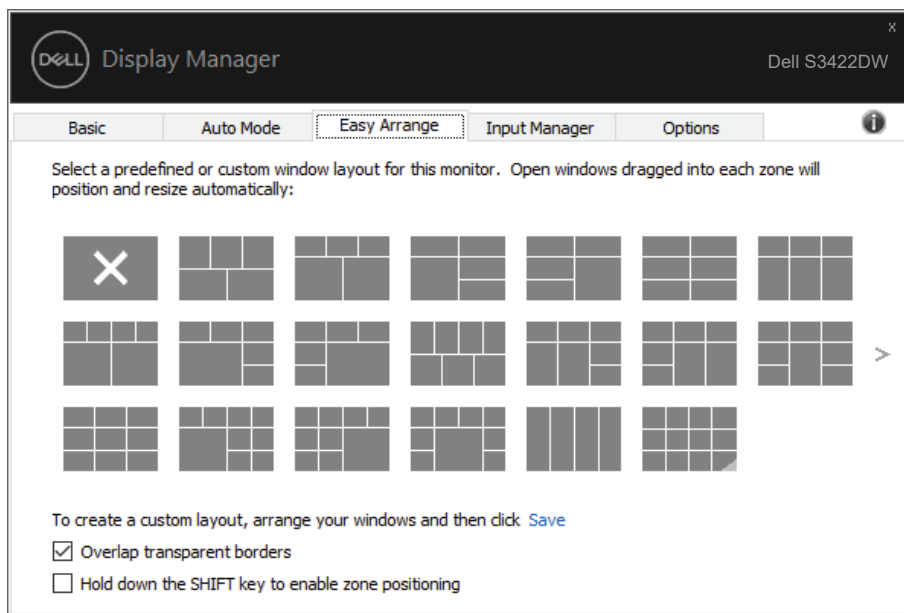 x
DELL Display Manager
Dell S3422DW
Basic Auto Mode Easy Arrange Input Manager Options
Select a predefined or custom window layout for this monitor. Open windows dragged into each zone will
position and resize automatically:
>
To create a custom layout, arrange your windows and then click Save
Overlap transparent borders
Hold down the SHIFT key to enable zone positioning